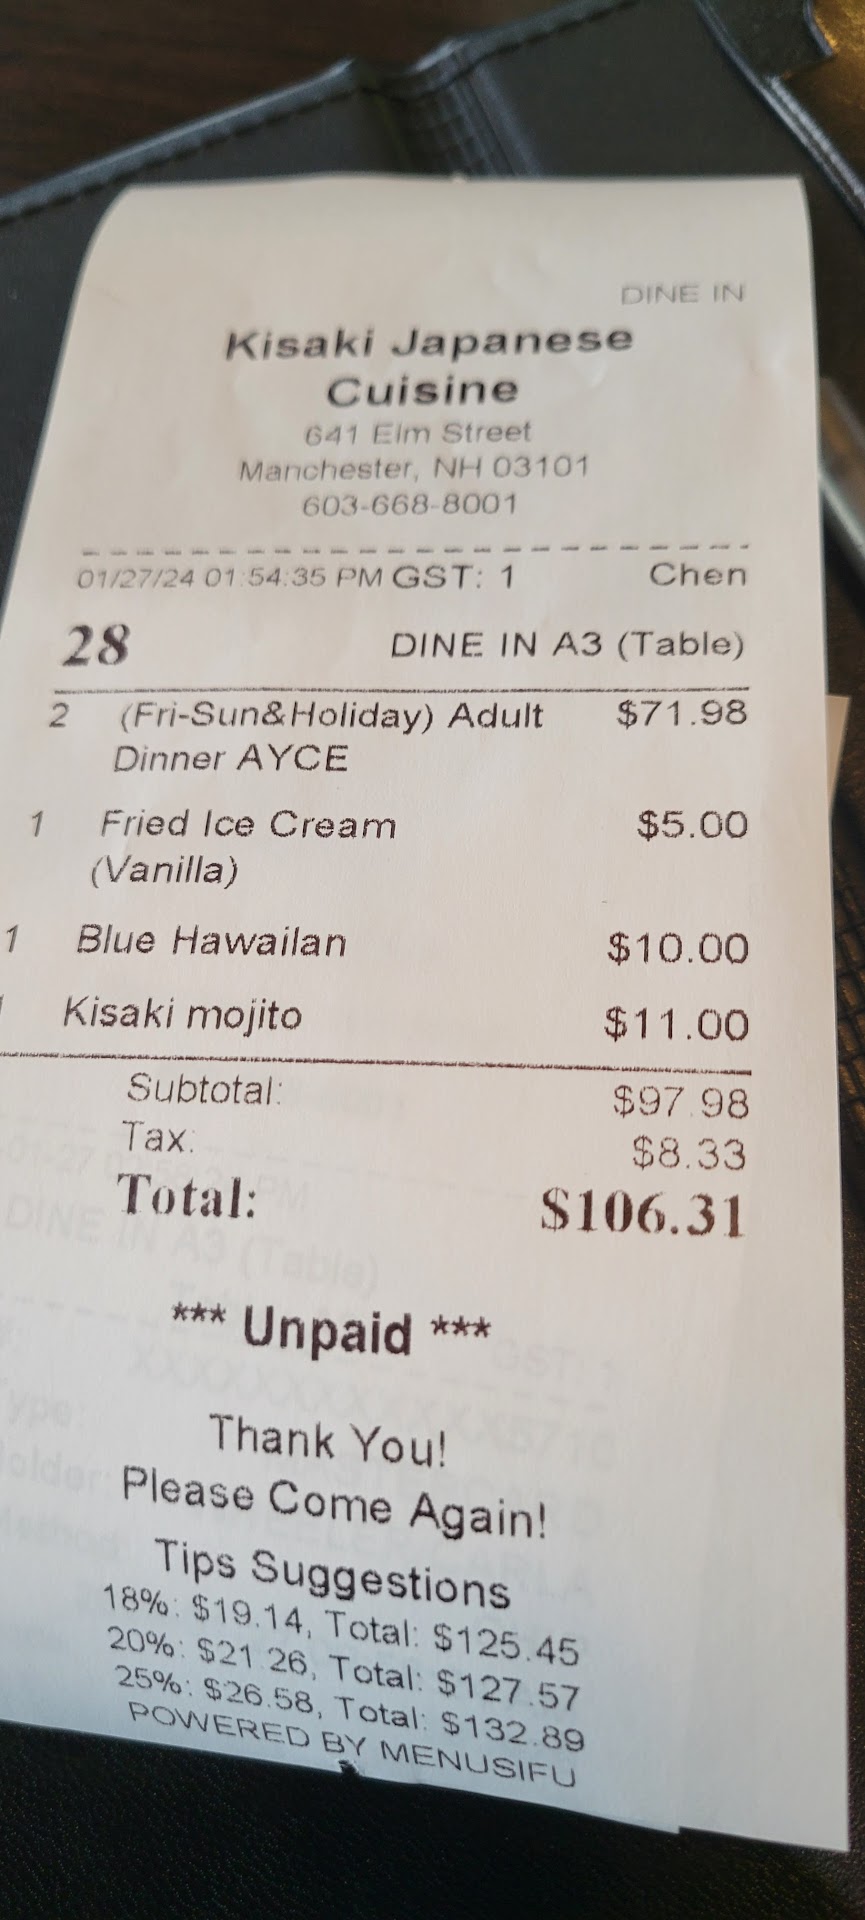 DINE IN
Kisaki Japanese
Cuisine
641 Elm Street
Manchester, NH 03101
603-668-8001
01/27/24 01:54:35 PM GST: 1 Chen
28 DINE IN A3 (Table)
2 (Fri-Sun&Holiday) Adult $71.98
Dinner AYCE
1 Fried Ice Cream $5.00
(Vanilla)
1 Blue Hawailan $10.00
Kisaki mojito $11.00
Subtotal: $97.98
Tax: $8.33
Total: $106.31
*** Unpaid ***
Thank You!
Please Come Again!
Tips Suggestions
18%: $19.14, Total: $125.45
20%: $21.26, Total: $127.57
25%: $26.58, Total: $132.89
POWERED BY MENUSIFU